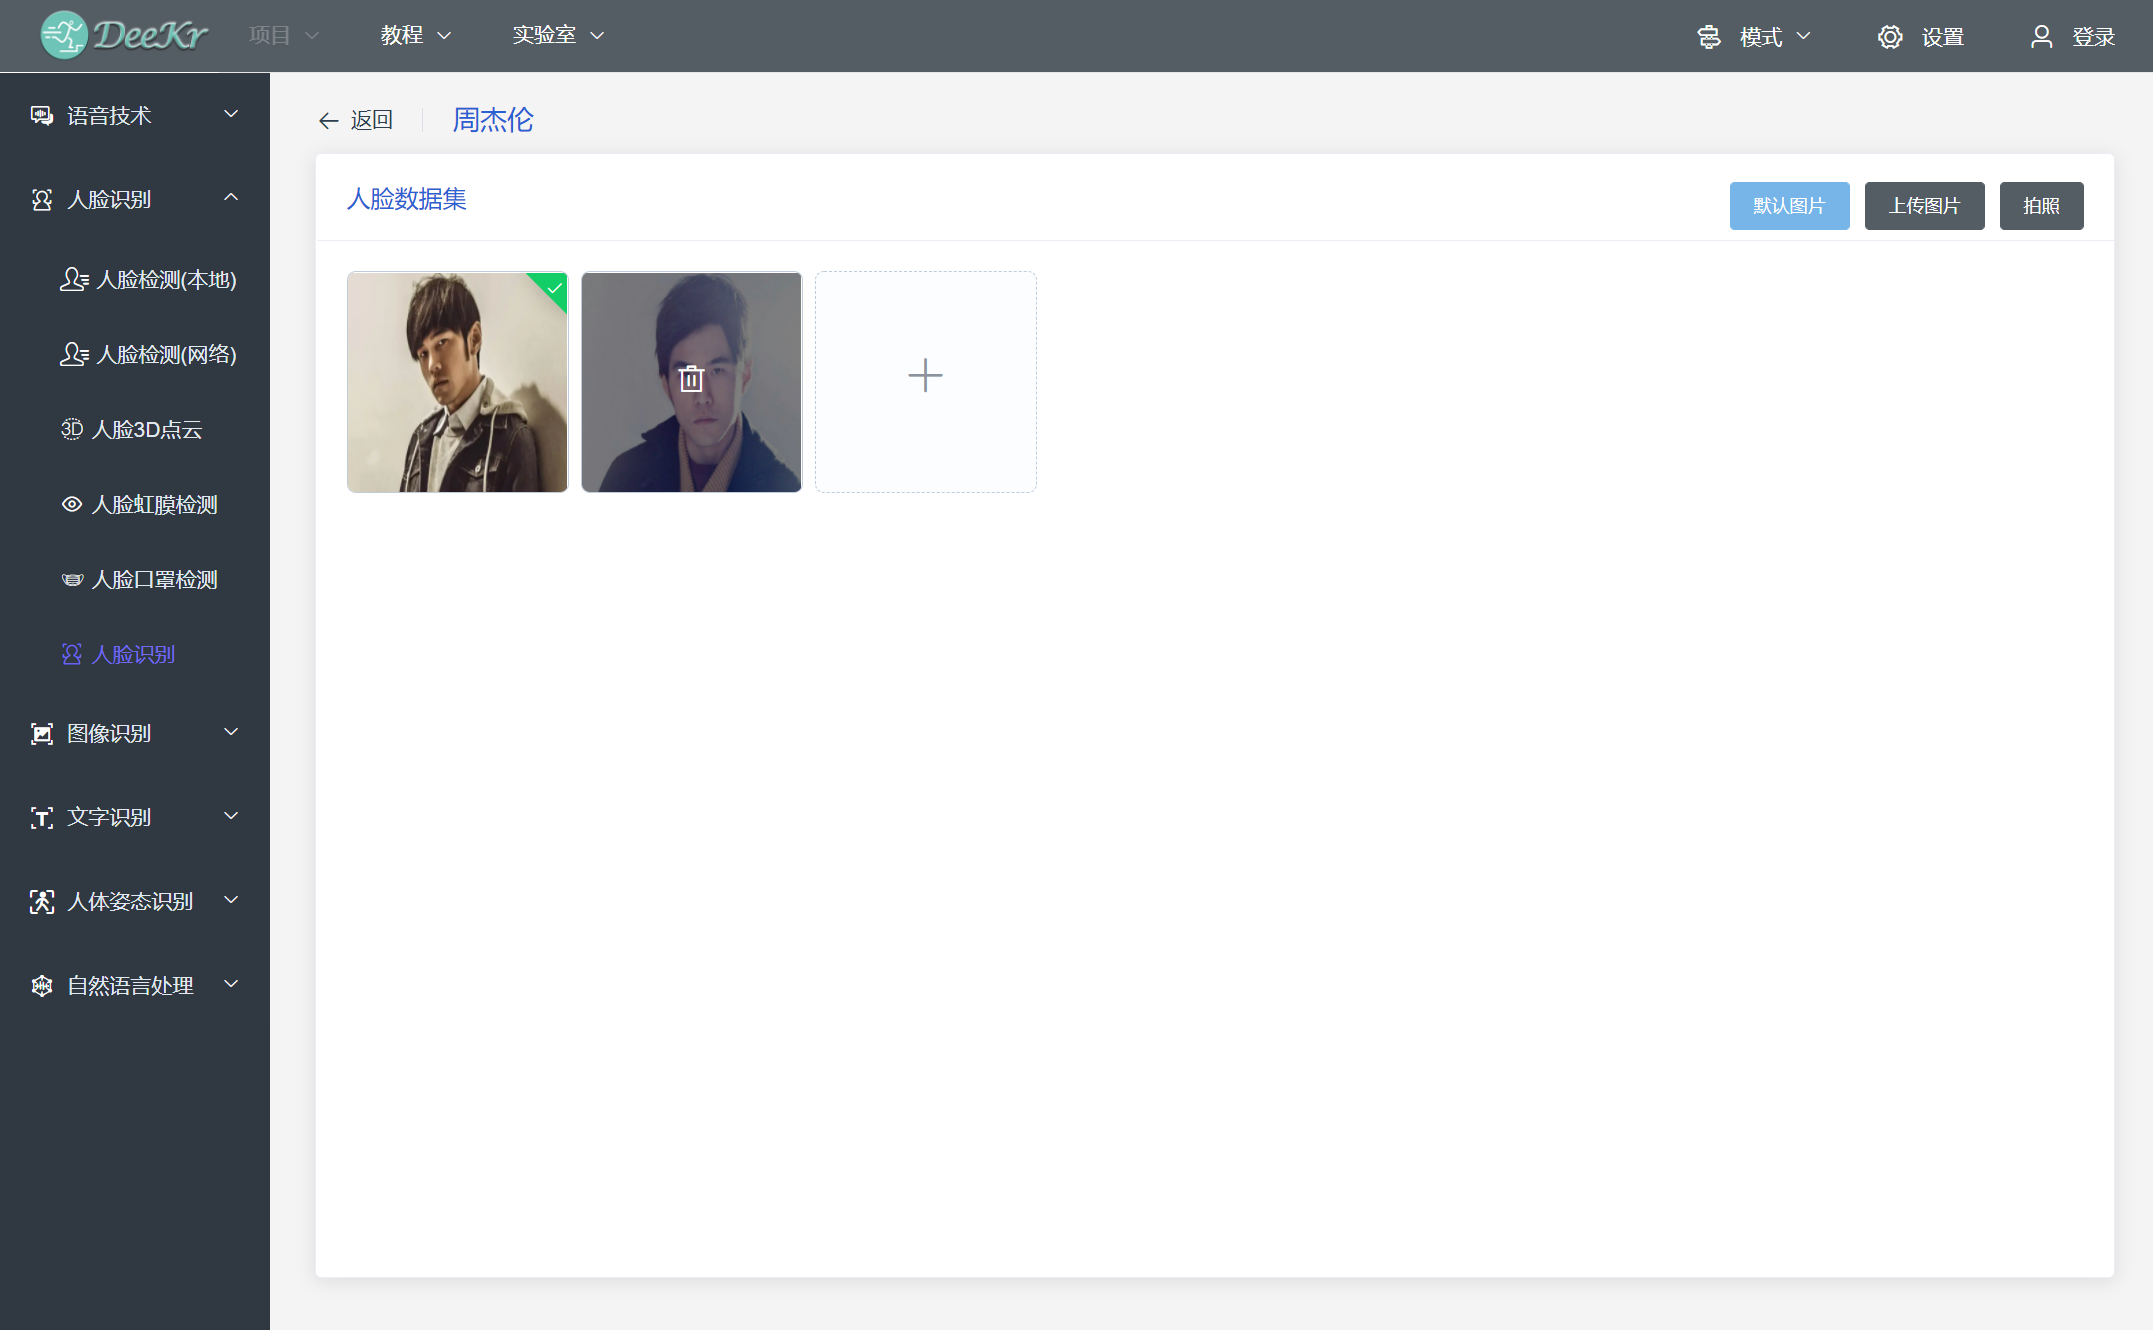 DeeKr 项目 教程 实验室 模式 设置 登录
语音技术
人脸识别
人脸检测(本地)
人脸检测(网络)
3D 人脸3D点云
人脸虹膜检测
人脸口罩检测
人脸识别
图像识别
文字识别
人体姿态识别
自然语言处理
返回 周杰伦
人脸数据集 默认图片 上传图片 拍照